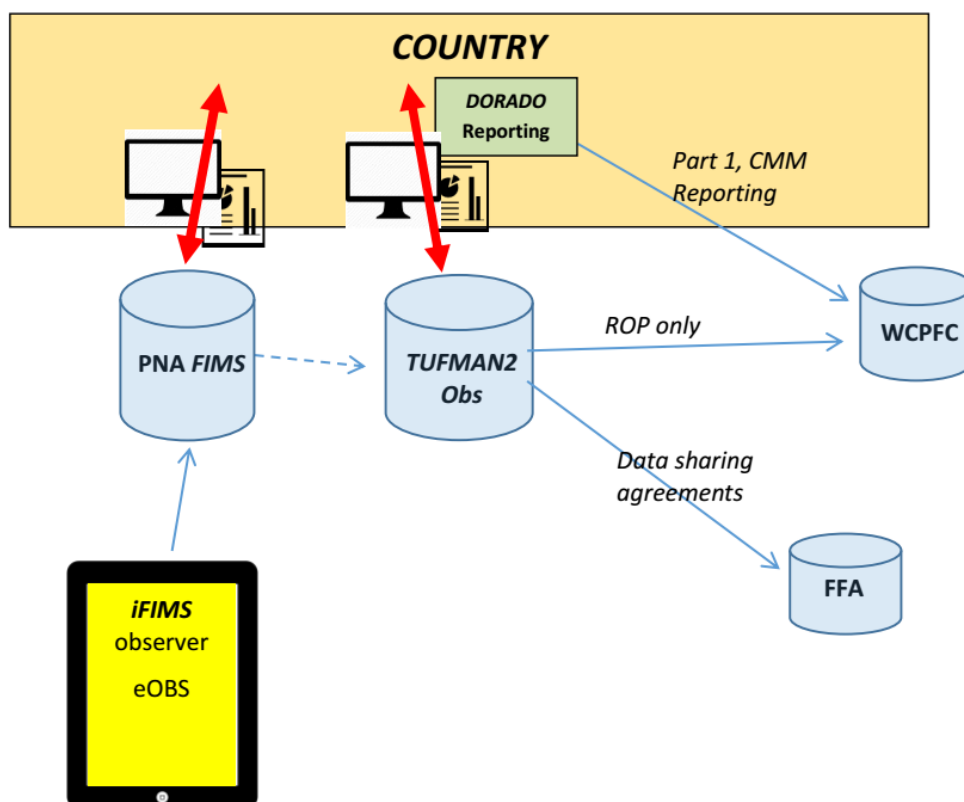 COUNTRY
DORADO
Reporting
Part 1, CMM
Reporting
ROP only
WCPFC
PNA FIMS
TUFMAN2
Obs
Data sharing
agreements
FFA
iFIMS
observer
eOBS